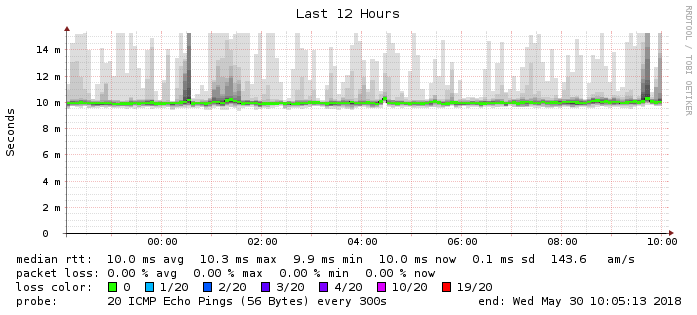 Last 12 Hours
RRDTOOL / TOBI OETIKER
Seconds
14 m
12 m
10 m
8 m
6 m
4 m
2 m
0
00:00 02:00 04:00 06:00 08:00 10:00
median rtt: 10.0 ms avg 10.3 ms max 9.9 ms min 10.0 ms now 0.1 ms sd 143.6 am/s
packet loss: 0.00 % avg 0.00 % max 0.00 % min 0.00 % now
loss color: 0 1/20 2/20 3/20 4/20 10/20 19/20
probe: 20 ICMP Echo Pings (56 Bytes) every 300s end: Wed May 30 10:05:13 2018